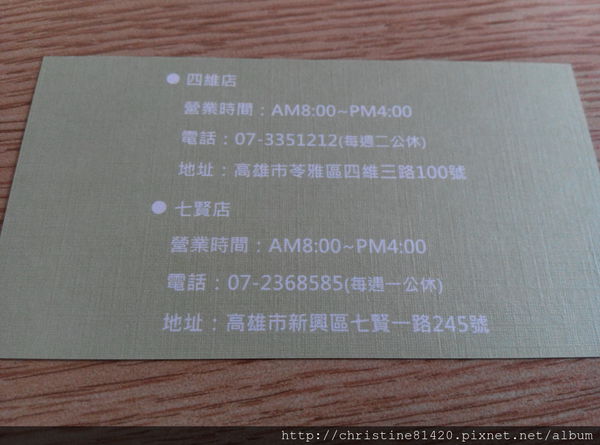 ● 四雄店
營業時間：AM8:00~PM4:00
電話：07-3351212(每週二公休)
地址：高雄市苓雅區四維三路100號
● 七賢店
營業時間：AM8:00~PM4:00
電話：07-2368585(每週一公休)
地址：高雄市新興區七賢一路245號
http://christine81420.pixnet.net/album